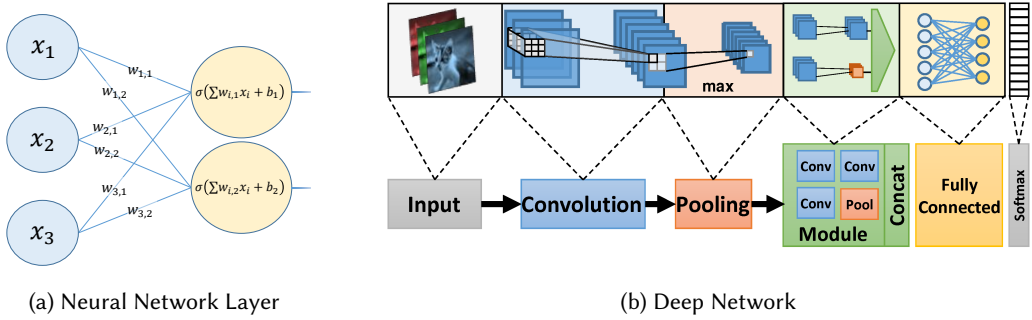 x₁
x₂
x₃
w₁,₁
w₁,₂
w₂,₁
w₂,₂
w₃,₁
w₃,₂
σ(∑wᵢ,₁xᵢ + b₁)
σ(∑wᵢ,₂xᵢ + b₂)
(a) Neural Network Layer
max
Input
Convolution
Pooling
Conv Conv
Conv Pool
Module
Concat
Fully
Connected
Softmax
(b) Deep Network